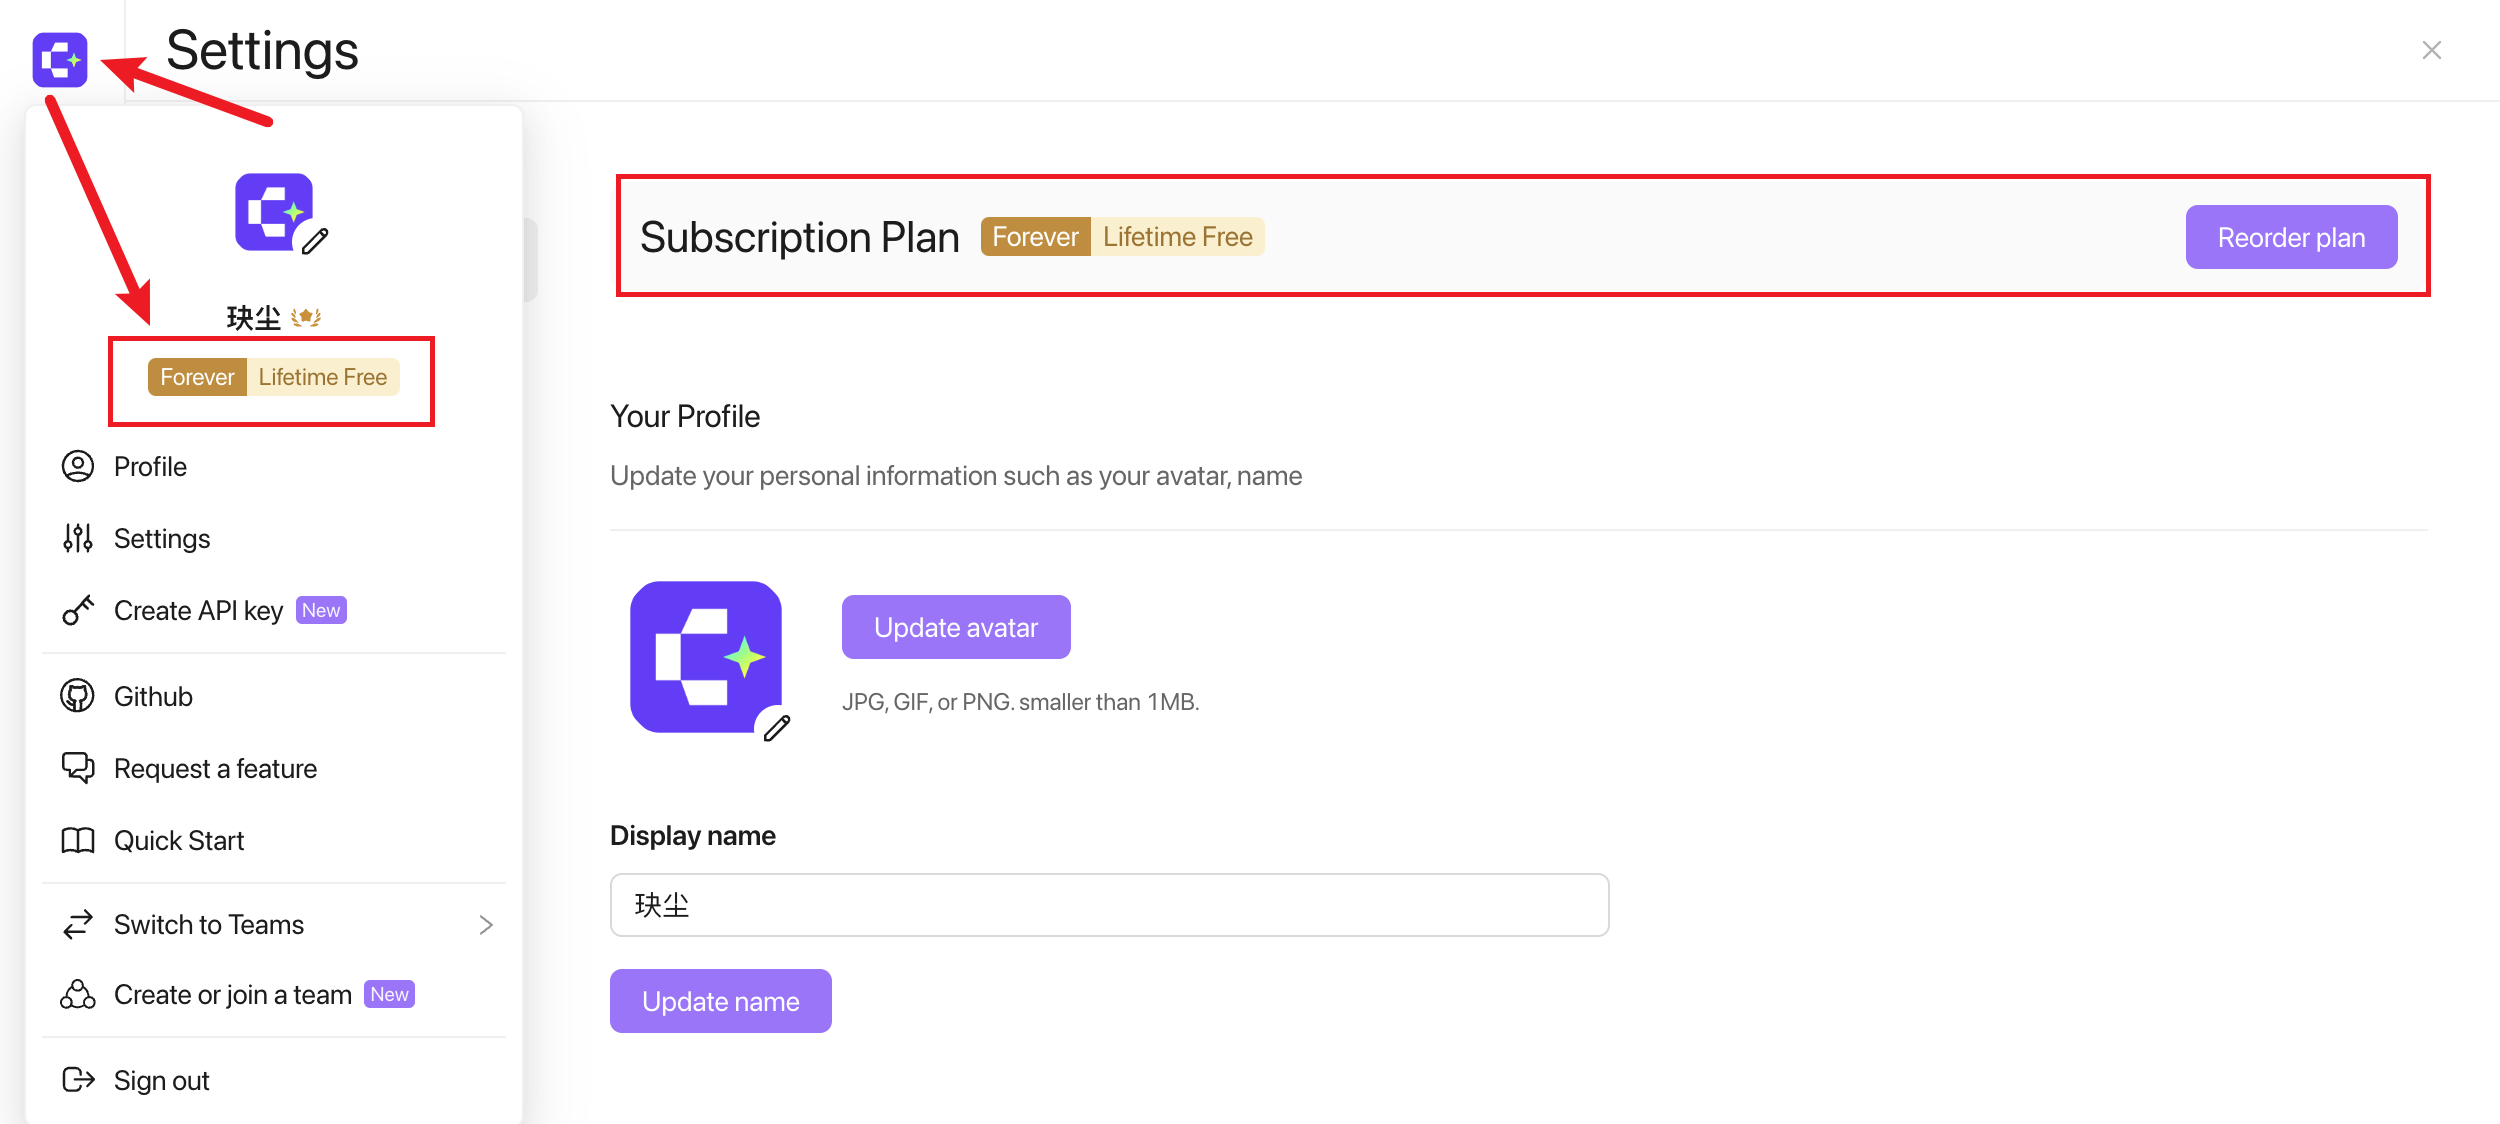 Settings
玦尘
Forever Lifetime Free
Profile
Settings
Create API key New
Github
Request a feature
Quick Start
Switch to Teams
Create or join a team New
Sign out
Subscription Plan Forever Lifetime Free Reorder plan
Your Profile
Update your personal information such as your avatar, name
Update avatar
JPG, GIF, or PNG. smaller than 1MB.
Display name
玦尘
Update name